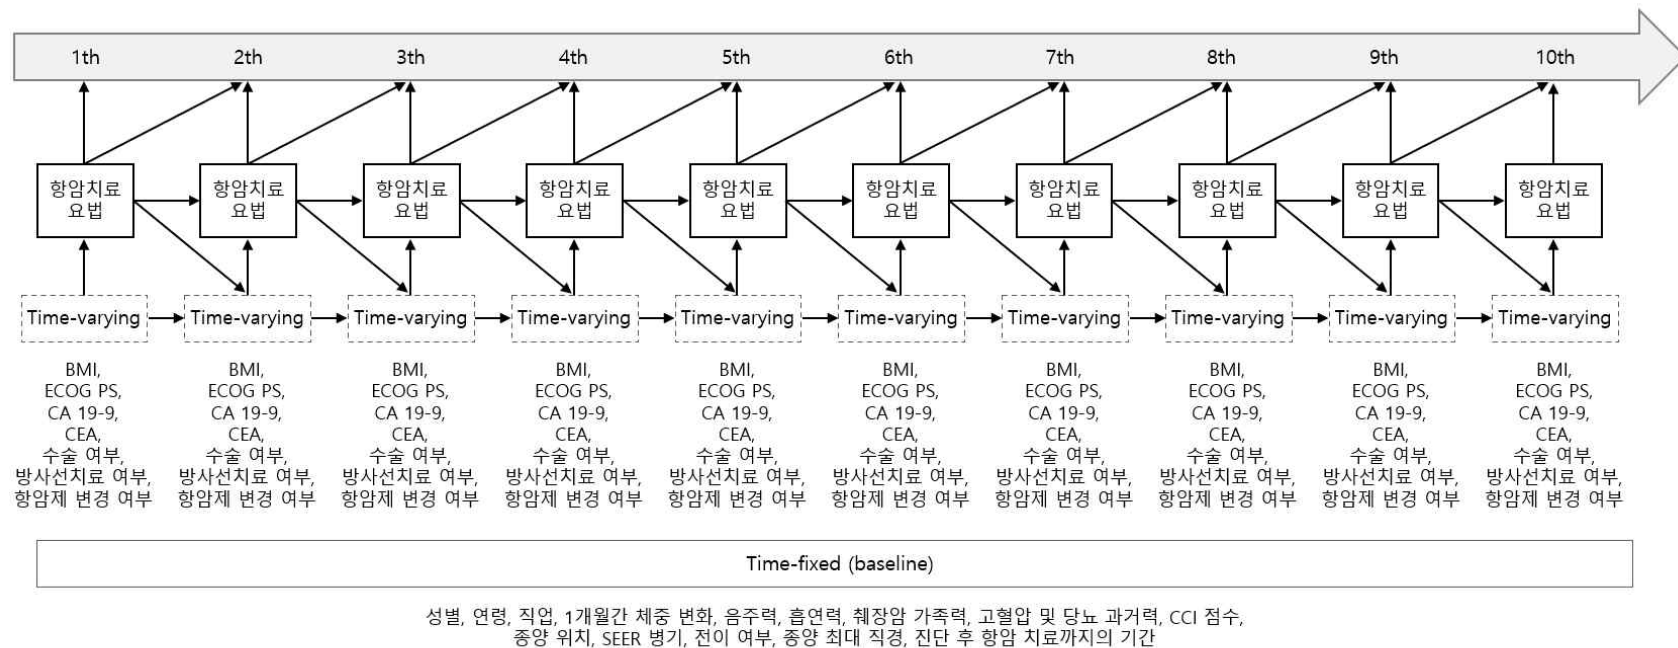 1th 2th 3th 4th 5th 6th 7th 8th 9th 10th
항암치료 항암치료 항암치료 항암치료 항암치료 항암치료 항암치료 항암치료 항암치료 항암치료
요법 요법 요법 요법 요법 요법 요법 요법 요법 요법
Time-varying Time-varying Time-varying Time-varying Time-varying Time-varying Time-varying Time-varying Time-varying Time-varying
BMI, BMI, BMI, BMI, BMI, BMI, BMI, BMI, BMI, BMI,
ECOG PS, ECOG PS, ECOG PS, ECOG PS, ECOG PS, ECOG PS, ECOG PS, ECOG PS, ECOG PS, ECOG PS,
CA 19-9, CA 19-9, CA 19-9, CA 19-9, CA 19-9, CA 19-9, CA 19-9, CA 19-9, CA 19-9, CA 19-9,
CEA, CEA, CEA, CEA, CEA, CEA, CEA, CEA, CEA, CEA,
수술 여부, 수술 여부, 수술 여부, 수술 여부, 수술 여부, 수술 여부, 수술 여부, 수술 여부, 수술 여부, 수술 여부,
방사선치료 여부, 방사선치료 여부, 방사선치료 여부, 방사선치료 여부, 방사선치료 여부, 방사선치료 여부, 방사선치료 여부, 방사선치료 여부, 방사선치료 여부, 방사선치료 여부,
항암제 변경 여부 항암제 변경 여부 항암제 변경 여부 항암제 변경 여부 항암제 변경 여부 항암제 변경 여부 항암제 변경 여부 항암제 변경 여부 항암제 변경 여부 항암제 변경 여부
Time-fixed (baseline)
성별, 연령, 직업, 1개월간 체중 변화, 음주력, 흡연력, 췌장암 가족력, 고혈압 및 당뇨 과거력, CCI 점수,
종양 위치, SEER 병기, 전이 여부, 종양 최대 직경, 진단 후 항암 치료까지의 기간